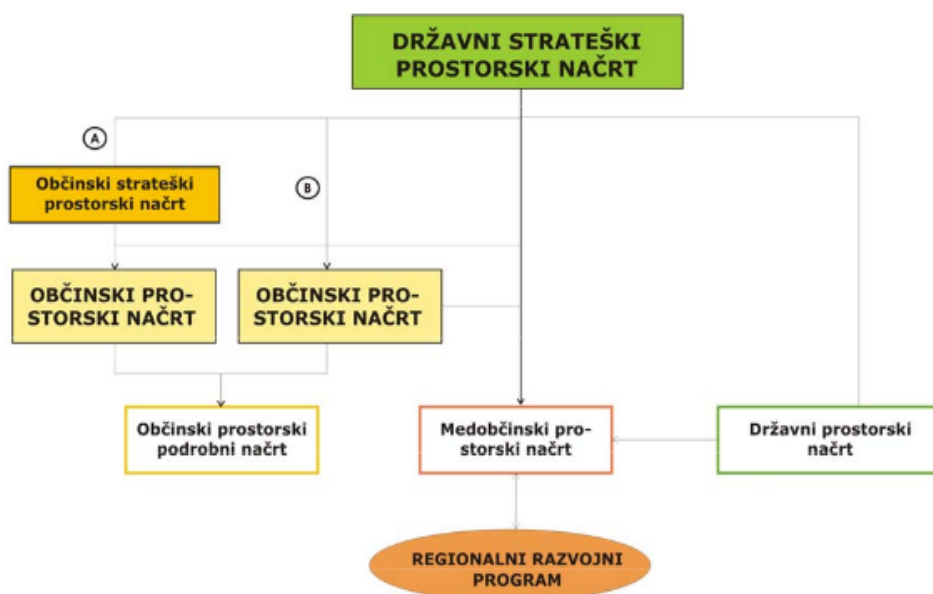 DRŽAVNI STRATEŠKI
PROSTORSKI NAČRT
A
Občinski strateški
prostorski načrt
B
OBČINSKI PRO-
STORSKI NAČRT
OBČINSKI PRO-
STORSKI NAČRT
Občinski prostorski
podrobni načrt
Medobčinski pro-
storski načrt
Državni prostorski
načrt
REGIONALNI RAZVOJNI
PROGRAM